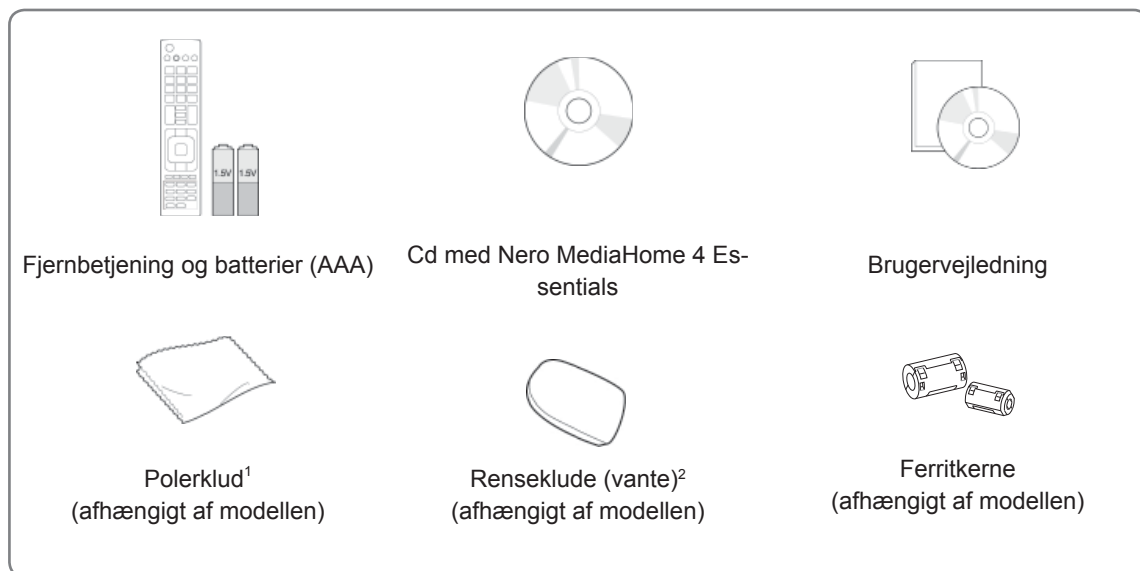 1.5V 1.5V
Fjernbetjening og batterier (AAA)
Cd med Nero MediaHome 4 Es-
sentials
Brugervejledning
Polerklud1
(afhængigt af modellen)
Renseklude (vante)2
(afhængigt af modellen)
Ferritkerne
(afhængigt af modellen)